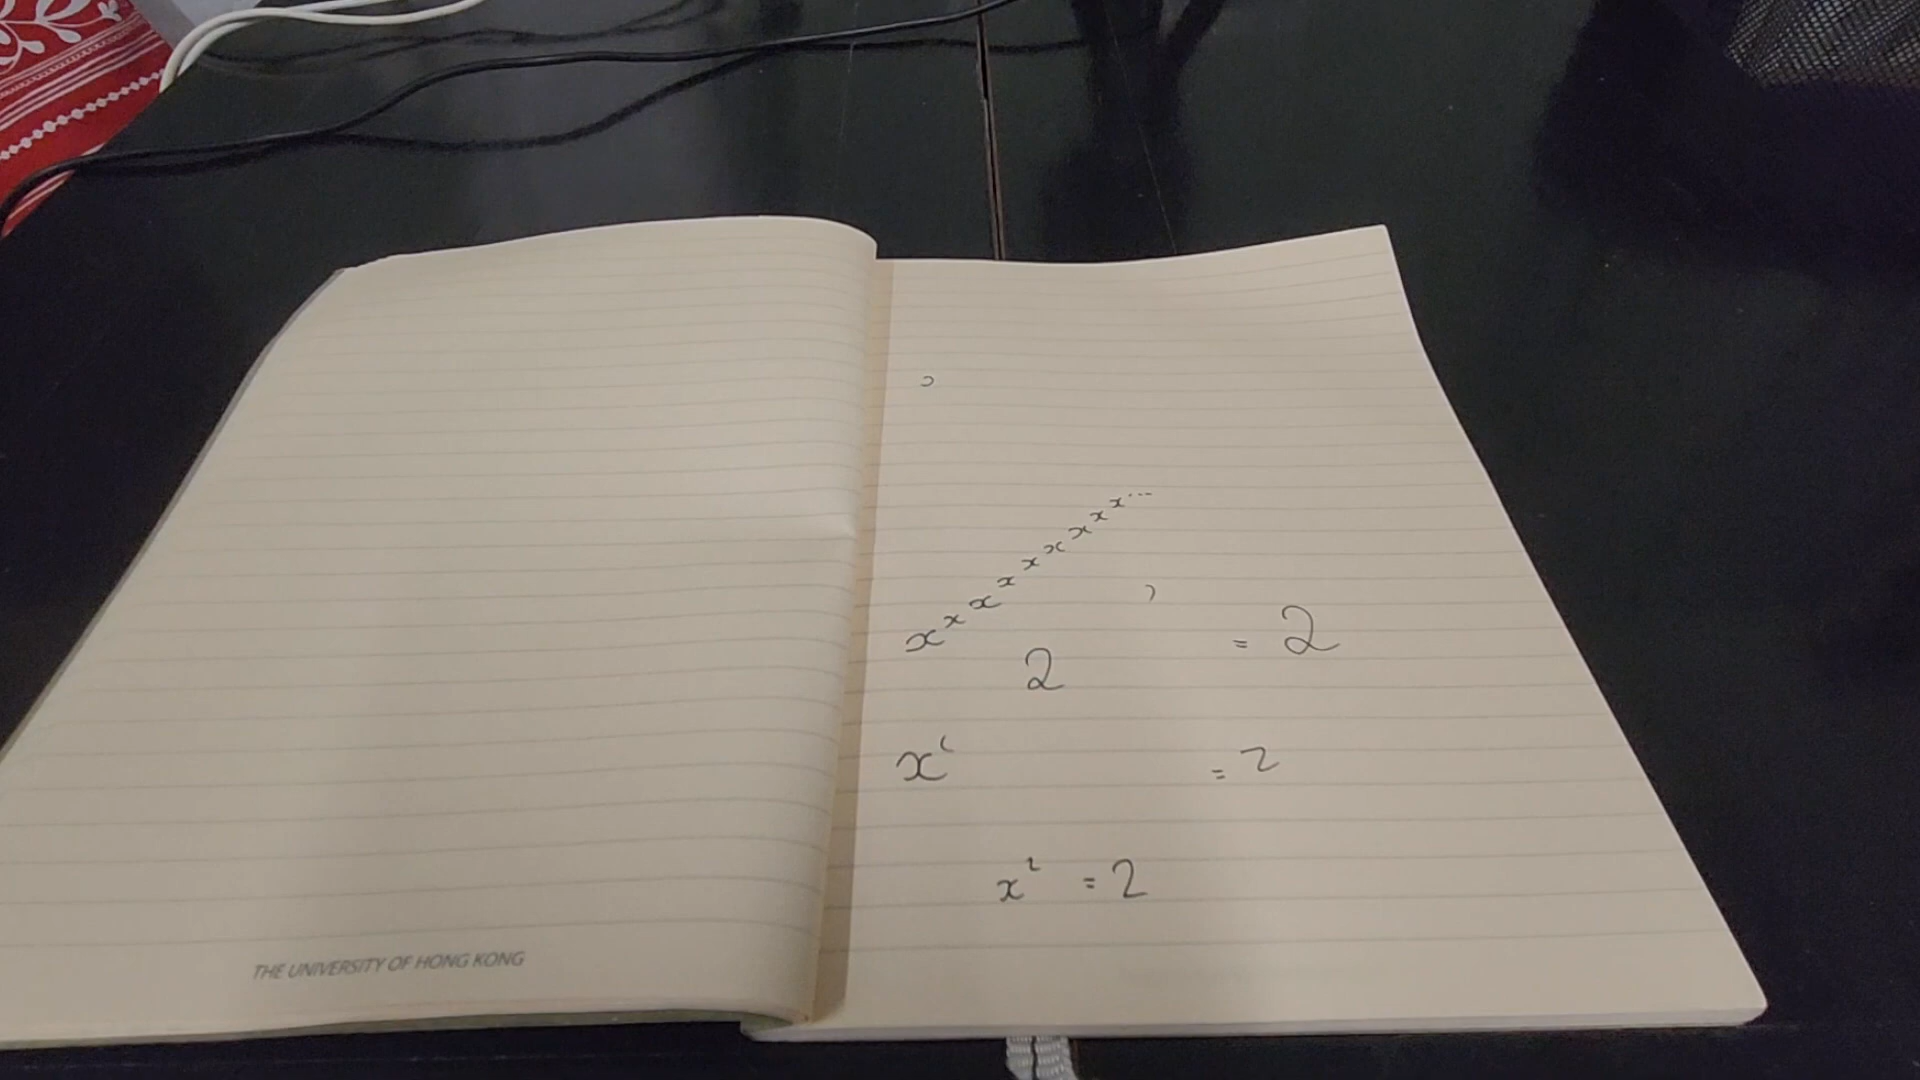 x^x^x^x^x^x^x^x^x... = 2
2
x^( = 2
x² = 2
THE UNIVERSITY OF HONG KONG